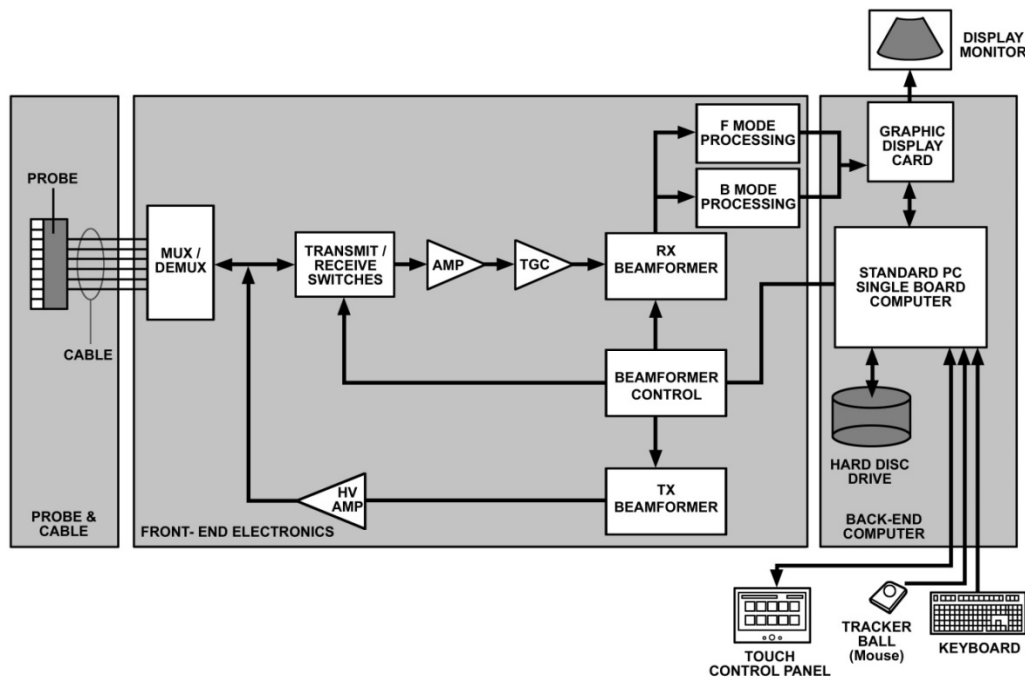 DISPLAY
MONITOR
F MODE
PROCESSING
GRAPHIC
DISPLAY
CARD
PROBE
B MODE
PROCESSING
MUX /
DEMUX
TRANSMIT /
RECEIVE
SWITCHES
AMP
TGC
RX
BEAMFORMER
STANDARD PC
SINGLE BOARD
COMPUTER
CABLE
BEAMFORMER
CONTROL
HARD DISC
DRIVE
HV
AMP
TX
BEAMFORMER
PROBE &
CABLE
FRONT- END ELECTRONICS
BACK-END
COMPUTER
TOUCH
CONTROL PANEL
TRACKER
BALL
(Mouse)
KEYBOARD